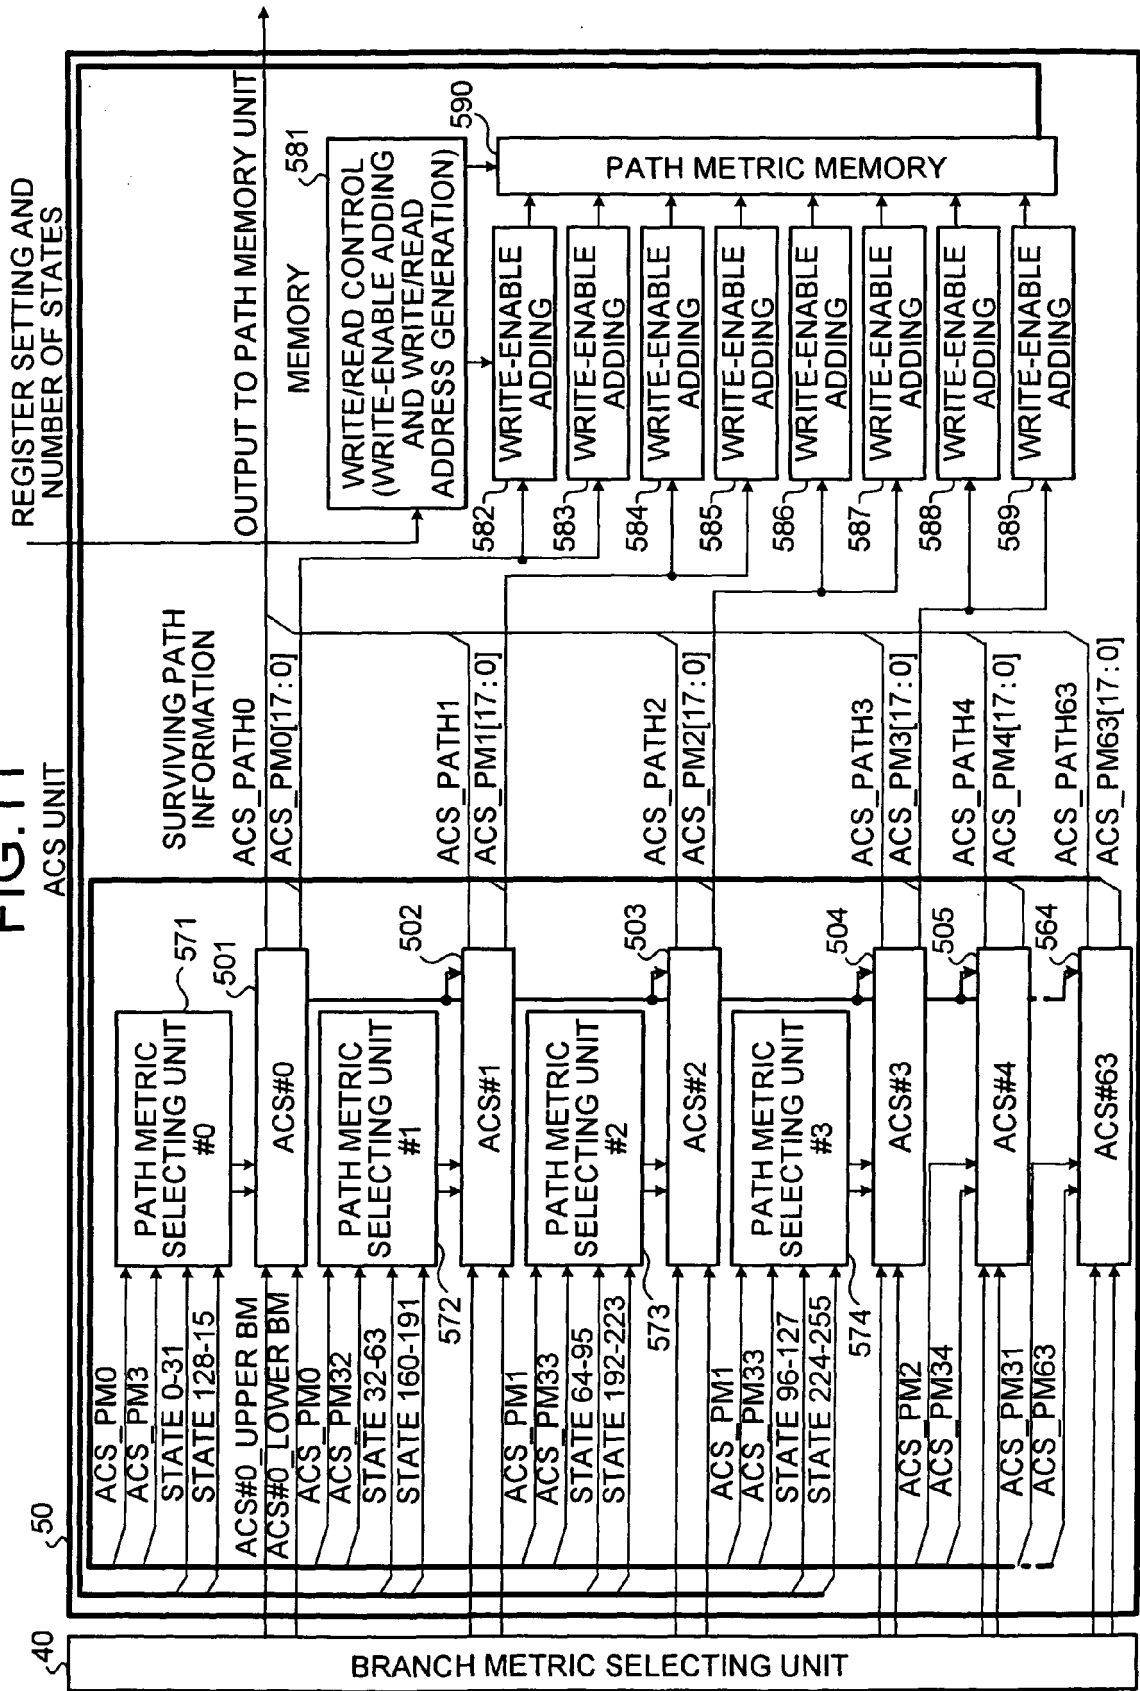 FIG.11
REGISTER SETTING AND
NUMBER OF STATES
ACS UNIT
50
40
BRANCH METRIC SELECTING UNIT
OUTPUT TO PATH MEMORY UNIT
SURVIVING PATH
INFORMATION
ACS_PM0
ACS_PM3
STATE 0-31
STATE 128-15
PATH METRIC
SELECTING UNIT
#0
571
ACS#0_UPPER BM
ACS#0_LOWER BM
ACS#0
501
ACS_PATH0
ACS_PM0[17:0]
ACS_PM0
ACS_PM32
STATE 32-63
STATE 160-191
PATH METRIC
SELECTING UNIT
#1
572
ACS#1
502
ACS_PATH1
ACS_PM1[17:0]
ACS_PM1
ACS_PM33
STATE 64-95
STATE 192-223
PATH METRIC
SELECTING UNIT
#2
573
ACS#2
503
ACS_PATH2
ACS_PM2[17:0]
ACS_PM1
ACS_PM33
STATE 96-127
STATE 224-255
PATH METRIC
SELECTING UNIT
#3
574
ACS#3
504
ACS_PATH3
ACS_PM3[17:0]
ACS_PM2
ACS_PM34
ACS#4
505
ACS_PATH4
ACS_PM4[17:0]
ACS_PM31
ACS_PM63
ACS#63
564
ACS_PATH63
ACS_PM63[17:0]
MEMORY
WRITE/READ CONTROL
(WRITE-ENABLE ADDING
AND WRITE/READ
ADDRESS GENERATION)
581
582
WRITE-ENABLE
ADDING
583
WRITE-ENABLE
ADDING
584
WRITE-ENABLE
ADDING
585
WRITE-ENABLE
ADDING
586
WRITE-ENABLE
ADDING
587
WRITE-ENABLE
ADDING
588
WRITE-ENABLE
ADDING
589
WRITE-ENABLE
ADDING
590
PATH METRIC MEMORY